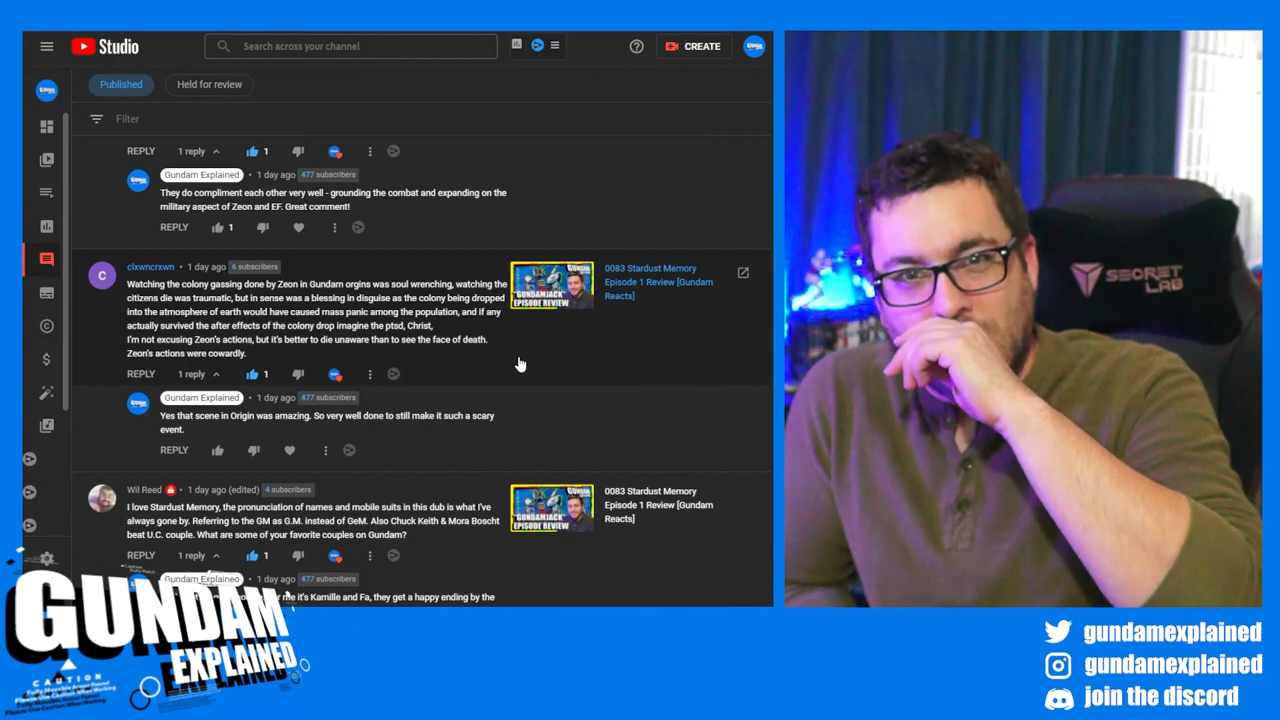 Studio
Search across your channel
CREATE
Published
Held for review
Filter
REPLY 1 reply 1
Gundam Explained • 1 day ago 477 subscribers
They do compliment each other very well - grounding the combat and expanding on the
military aspect of Zeon and EF. Great comment!
REPLY 1
C
clxwncrxwn • 1 day ago 6 subscribers
Watching the colony gassing done by Zeon in Gundam orgins was soul wrenching, watching the
citizens die was traumatic, but in sense was a blessing in disguise as the colony being dropped
into the atmosphere of earth would have caused mass panic among the population, and if any
actually survived the after effects of the colony drop imagine the ptsd, Christ,
I'm not excusing Zeon's actions, but it's better to die unaware than to see the face of death.
Zeon's actions were cowardly.
GUNDAMJACK
EPISODE REVIEW
0083 Stardust Memory
Episode 1 Review [Gundam
Reacts]
REPLY 1 reply 1
Gundam Explained • 1 day ago 477 subscribers
Yes that scene in Origin was amazing. So very well done to still make it such a scary
event.
REPLY
Wil Reed • 1 day ago (edited) 4 subscribers
I love Stardust Memory, the pronunciation of names and mobile suits in this dub is what I've
always gone by. Referring to the GM as G.M. instead of GeM. Also Chuck Keith & Mora Boscht
beat U.C. couple. What are some of your favorite couples on Gundam?
GUNDAMJACK
EPISODE REVIEW
0083 Stardust Memory
Episode 1 Review [Gundam
Reacts]
REPLY 1 reply 1
Gundam Explained • 1 day ago 477 subscribers
me it's Kamille and Fa, they get a happy ending by the
GUNDAM
EXPLAINED
CAUTION
SECRET
LAB
gundamexplained
gundamexplained
join the discord